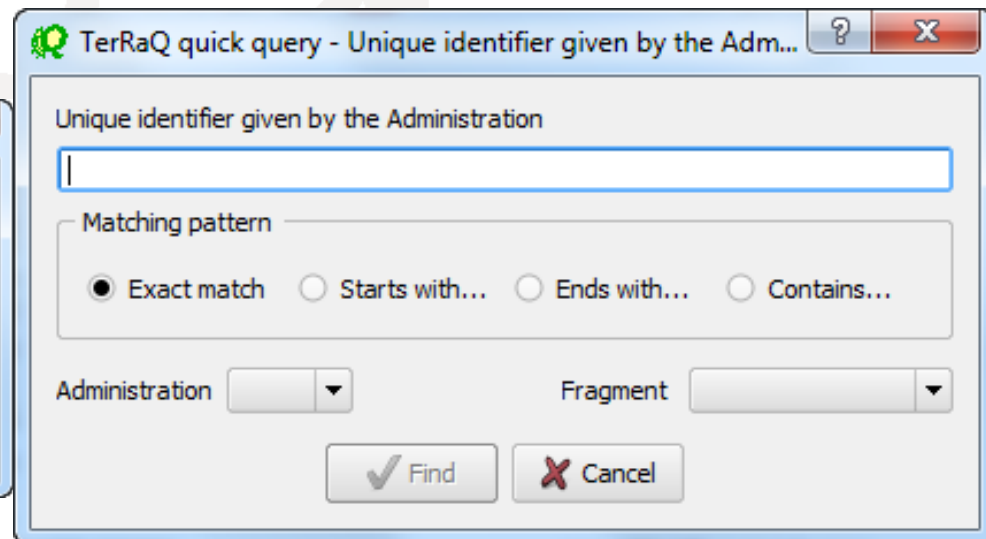 TerRaQ quick query - Unique identifier given by the Adm...
Unique identifier given by the Administration
Matching pattern
Exact match Starts with... Ends with... Contains...
Administration Fragment
Find Cancel